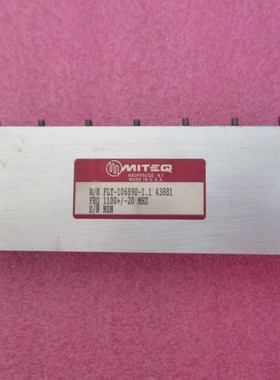 MITEQ
HAUPPAUGE, N.Y.
MADE IN U.S.A.
M/N FLT-106890-1.1 43881
FRQ 1100+/-20 MHZ
S/N NSN